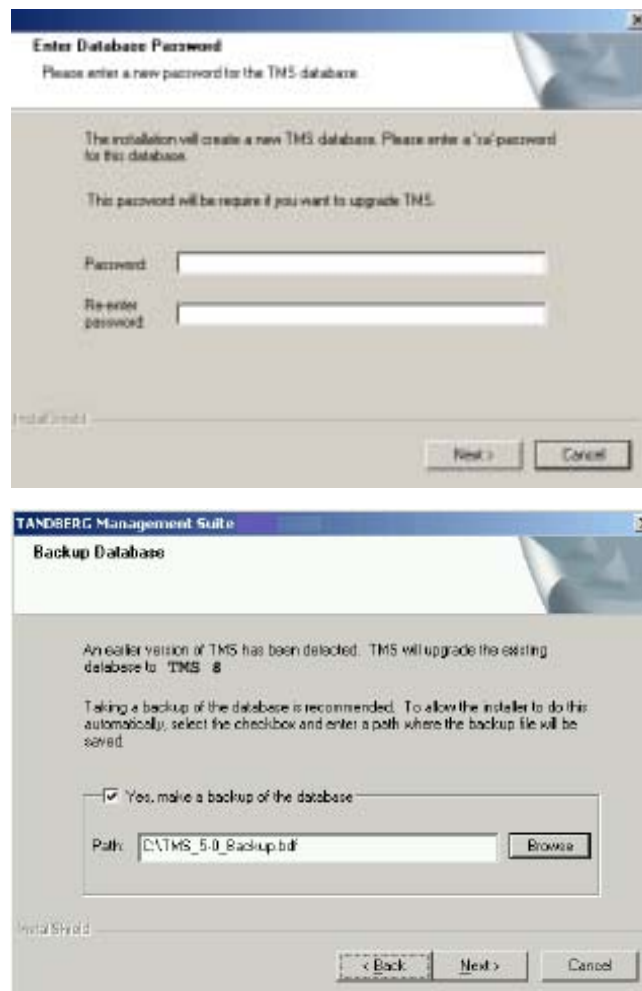 Enter Database Password
Please enter a new password for the TMS database.
The installation will create a new TMS database. Please enter a 'sa' password
for this database.
This password will be require if you want to upgrade TMS.
Password:
Re-enter
password:
InstallShield
Next >
Cancel
TANDBERG Management Suite
Backup Database
An earlier version of TMS has been detected. TMS will upgrade the existing
database to TMS 8
Taking a backup of the database is recommended. To allow the installer to do this
automatically, select the checkbox and enter a path where the backup file will be
saved.
Yes, make a backup of the database
Path:
C:\TMS_5-0_Backup.bdf
Browse
InstallShield
< Back
Next >
Cancel